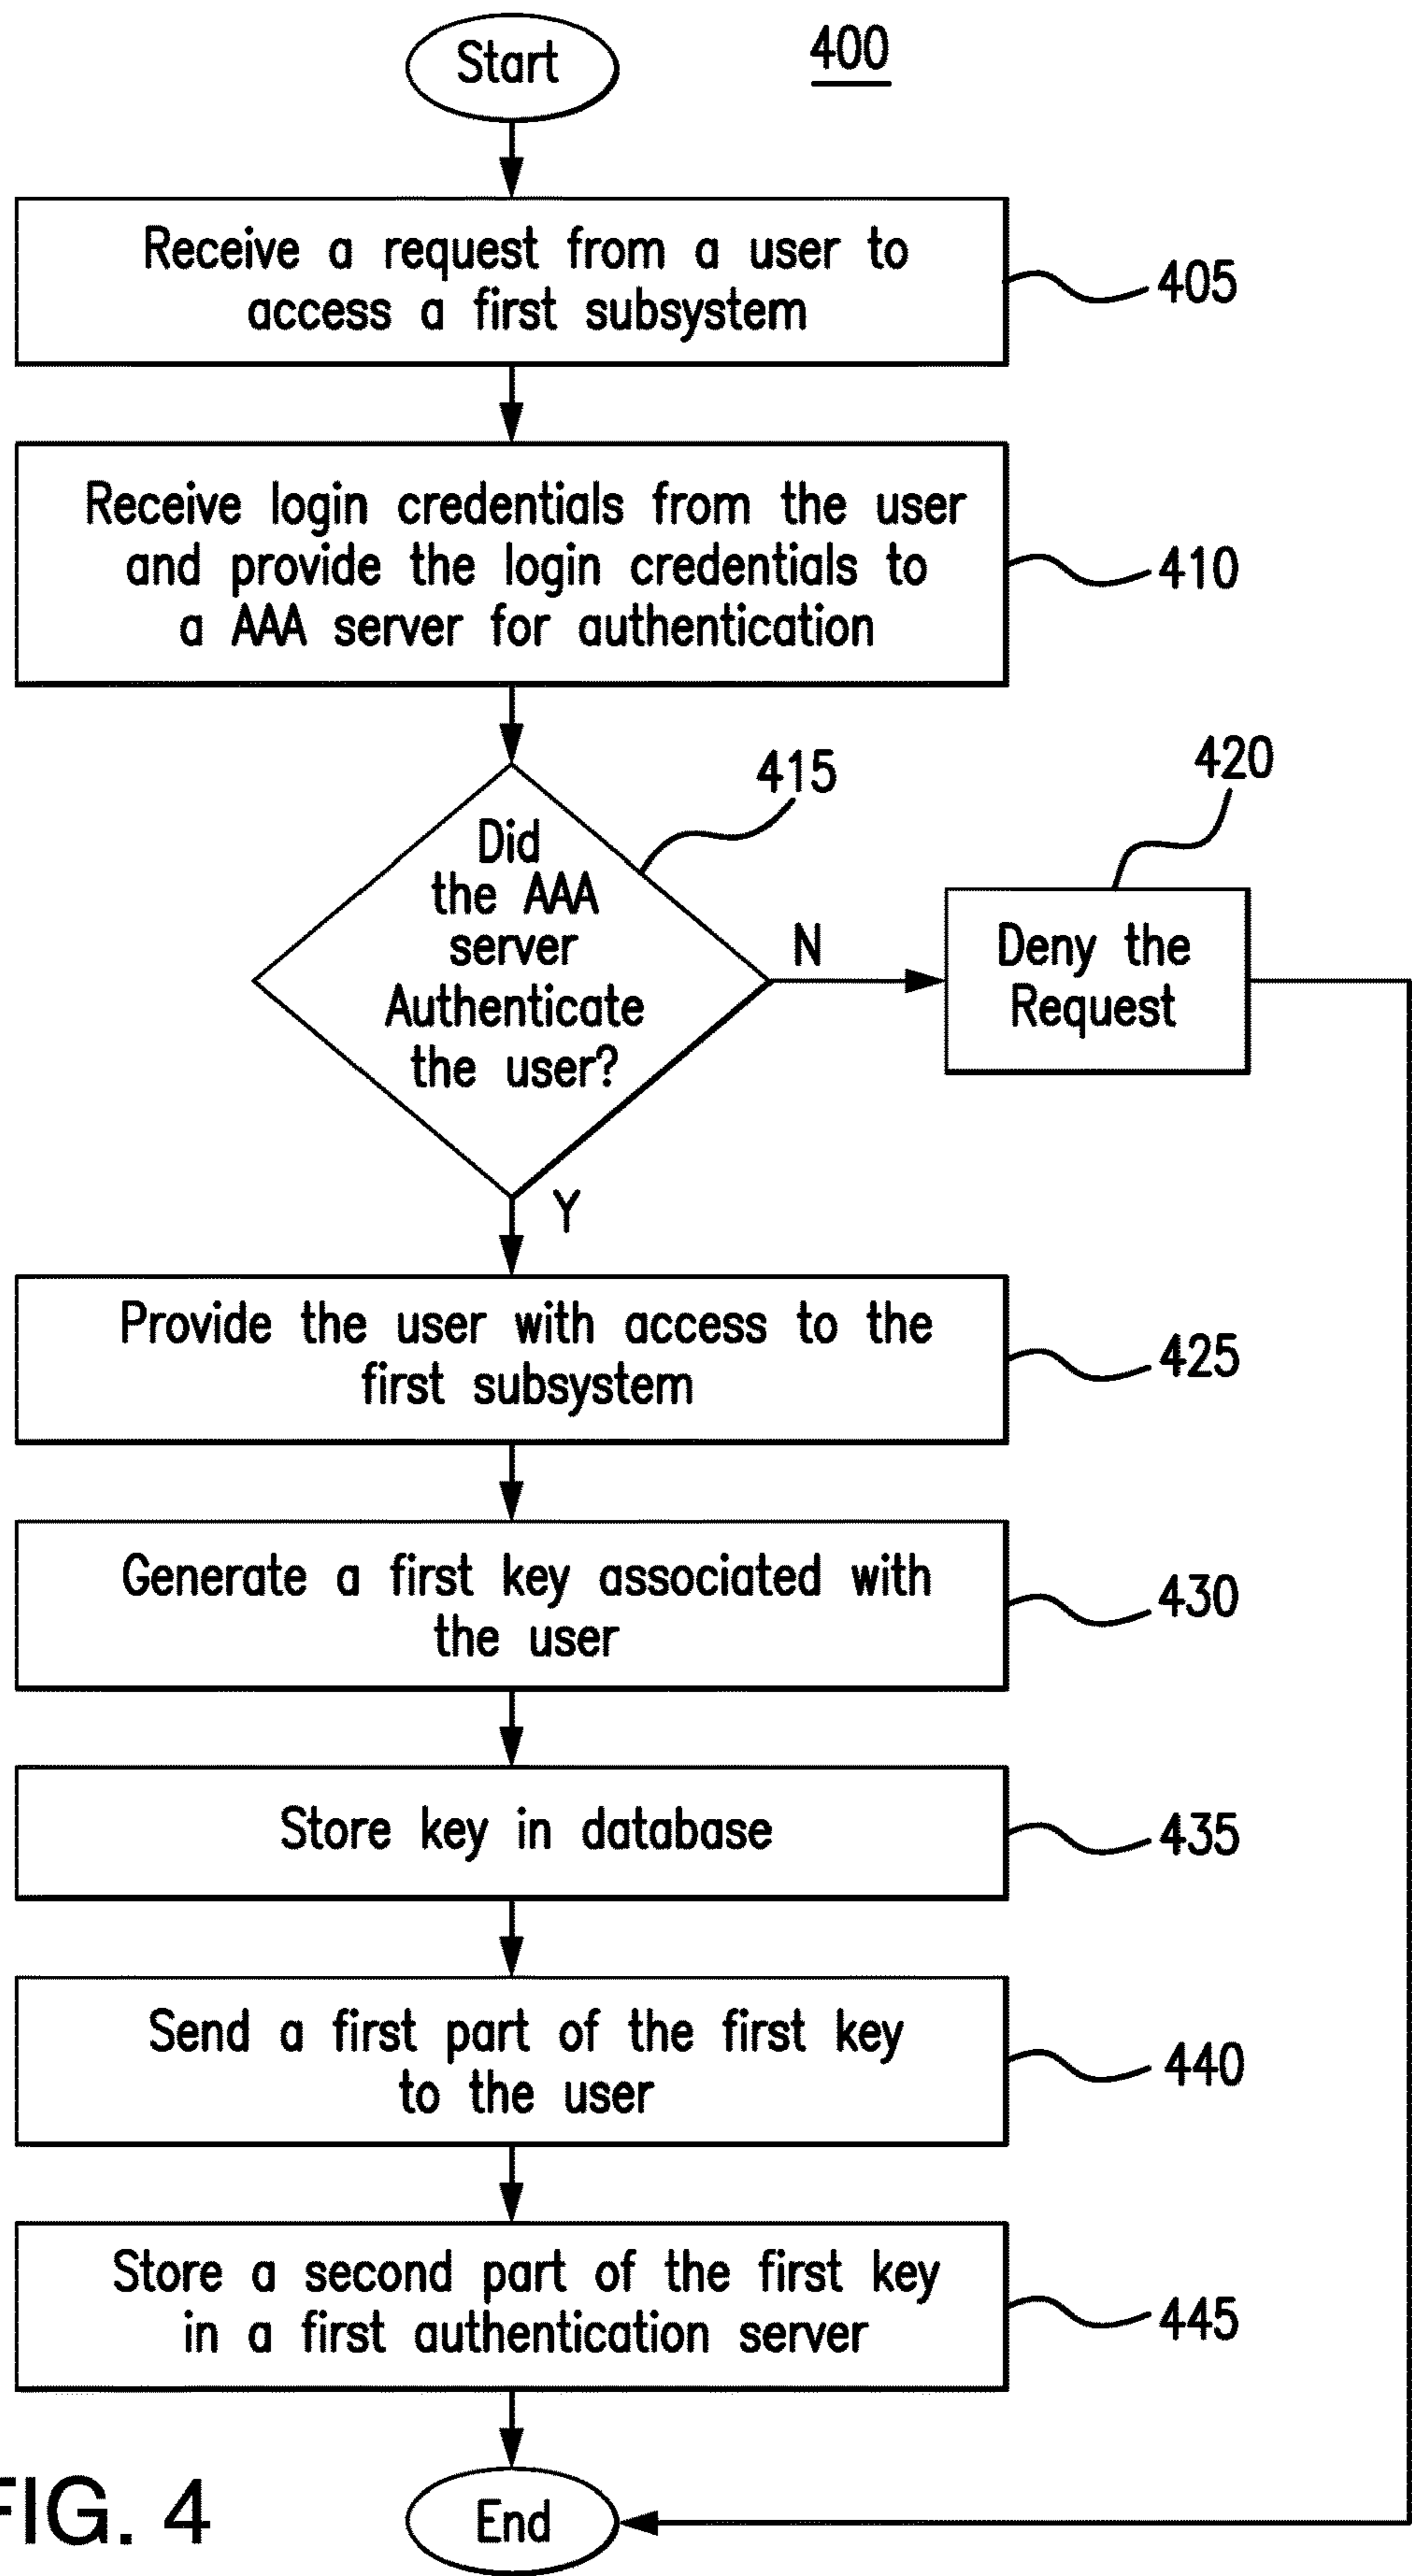 Start
400
Receive a request from a user to
access a first subsystem
405
Receive login credentials from the user
and provide the login credentials to
a AAA server for authentication
410
415
420
Did
the AAA
server
Authenticate
the user?
N
Deny the
Request
Y
Provide the user with access to the
first subsystem
425
Generate a first key associated with
the user
430
Store key in database
435
Send a first part of the first key
to the user
440
Store a second part of the first key
in a first authentication server
445
End
FIG. 4